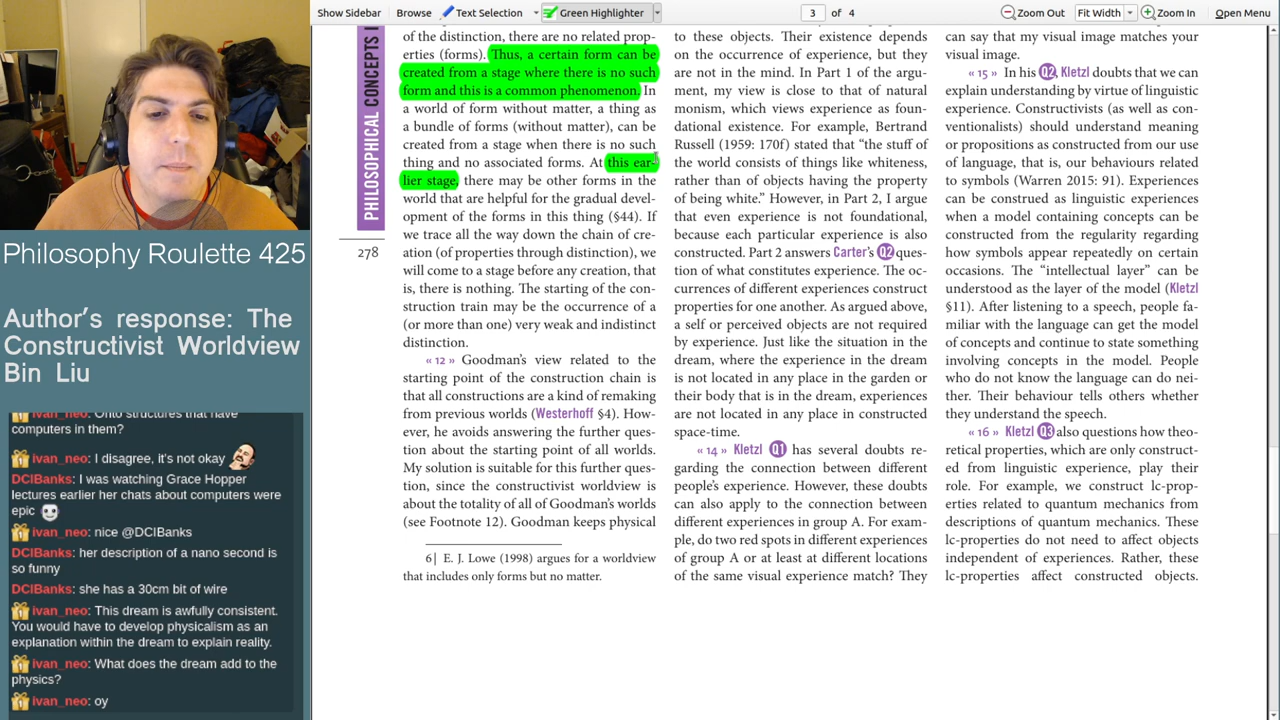 Show Sidebar
Browse
Text Selection
Green Highlighter
3 of 4
Zoom Out
Fit Width
Zoom In
Open Menu
PHILOSOPHICAL CONCEPTS I
278
of the distinction, there are no related prop-
erties (forms). Thus, a certain form can be
created from a stage where there is no such
form and this is a common phenomenon. In
a world of form without matter, a thing as
a bundle of forms (without matter), can be
created from a stage when there is no such
thing and no associated forms. At this ear-
lier stage, there may be other forms in the
world that are helpful for the gradual devel-
opment of the forms in this thing (§44). If
we trace all the way down the chain of cre-
ation (of properties through distinction), we
will come to a stage before any creation, that
is, there is nothing. The starting of the con-
struction train may be the occurrence of a
(or more than one) very weak and indistinct
distinction.
« 12 » Goodman's view related to the
starting point of the construction chain is
that all constructions are a kind of remaking
from previous worlds (Westerhoff §4). How-
ever, he avoids answering the further ques-
tion about the starting point of all worlds.
My solution is suitable for this further ques-
tion, since the constructivist worldview is
about the totality of all of Goodman's worlds
(see Footnote 12). Goodman keeps physical
6| E. J. Lowe (1998) argues for a worldview
that includes only forms but no matter.
to these objects. Their existence depends
on the occurrence of experience, but they
are not in the mind. In Part 1 of the argu-
ment, my view is close to that of natural
monism, which views experience as foun-
dational existence. For example, Bertrand
Russell (1959: 170f) stated that “the stuff of
the world consists of things like whiteness,
rather than of objects having the property
of being white.” However, in Part 2, I argue
that even experience is not foundational,
because each particular experience is also
constructed. Part 2 answers Carter's Q2 ques-
tion of what constitutes experience. The oc-
currences of different experiences construct
properties for one another. As argued above,
a self or perceived objects are not required
by experience. Just like the situation in the
dream, where the experience in the dream
is not located in any place in the garden or
their body that is in the dream, experiences
are not located in any place in constructed
space-time.
« 14 » Kletzl Q1 has several doubts re-
garding the connection between different
people's experience. However, these doubts
can also apply to the connection between
different experiences in group A. For exam-
ple, do two red spots in different experiences
of group A or at least at different locations
of the same visual experience match? They
can say that my visual image matches your
visual image.
« 15 » In his Q2, Kletzl doubts that we can
explain understanding by virtue of linguistic
experience. Constructivists (as well as con-
ventionalists) should understand meaning
or propositions as constructed from our use
of language, that is, our behaviours related
to symbols (Warren 2015: 91). Experiences
can be construed as linguistic experiences
when a model containing concepts can be
constructed from the regularity regarding
how symbols appear repeatedly on certain
occasions. The “intellectual layer” can be
understood as the layer of the model (Kletzl
§11). After listening to a speech, people fa-
miliar with the language can get the model
of concepts and continue to state something
involving concepts in the model. People
who do not know the language can do nei-
ther. Their behaviour tells others whether
they understand the speech.
« 16 » Kletzl Q3 also questions how theo-
retical properties, which are only construct-
ed from linguistic experience, play their
role. For example, we construct lc-prop-
erties related to quantum mechanics from
descriptions of quantum mechanics. These
lc-properties do not need to affect objects
independent of experiences. Rather, these
lc-properties affect constructed objects.
Philosophy Roulette 425
Author's response: The
Constructivist Worldview
Bin Liu
ivan_neo: Onto structures that have
computers in them?
ivan_neo: I disagree, it's not okay
DCIBanks: I was watching Grace Hopper
lectures earlier her chats about computers were
epic
ivan_neo: nice @DCIBanks
DCIBanks: her description of a nano second is
so funny
DCIBanks: she has a 30cm bit of wire
ivan_neo: This dream is awfully consistent.
You would have to develop physicalism as an
explanation within the dream to explain reality.
ivan_neo: What does the dream add to the
physics?
ivan_neo: oy